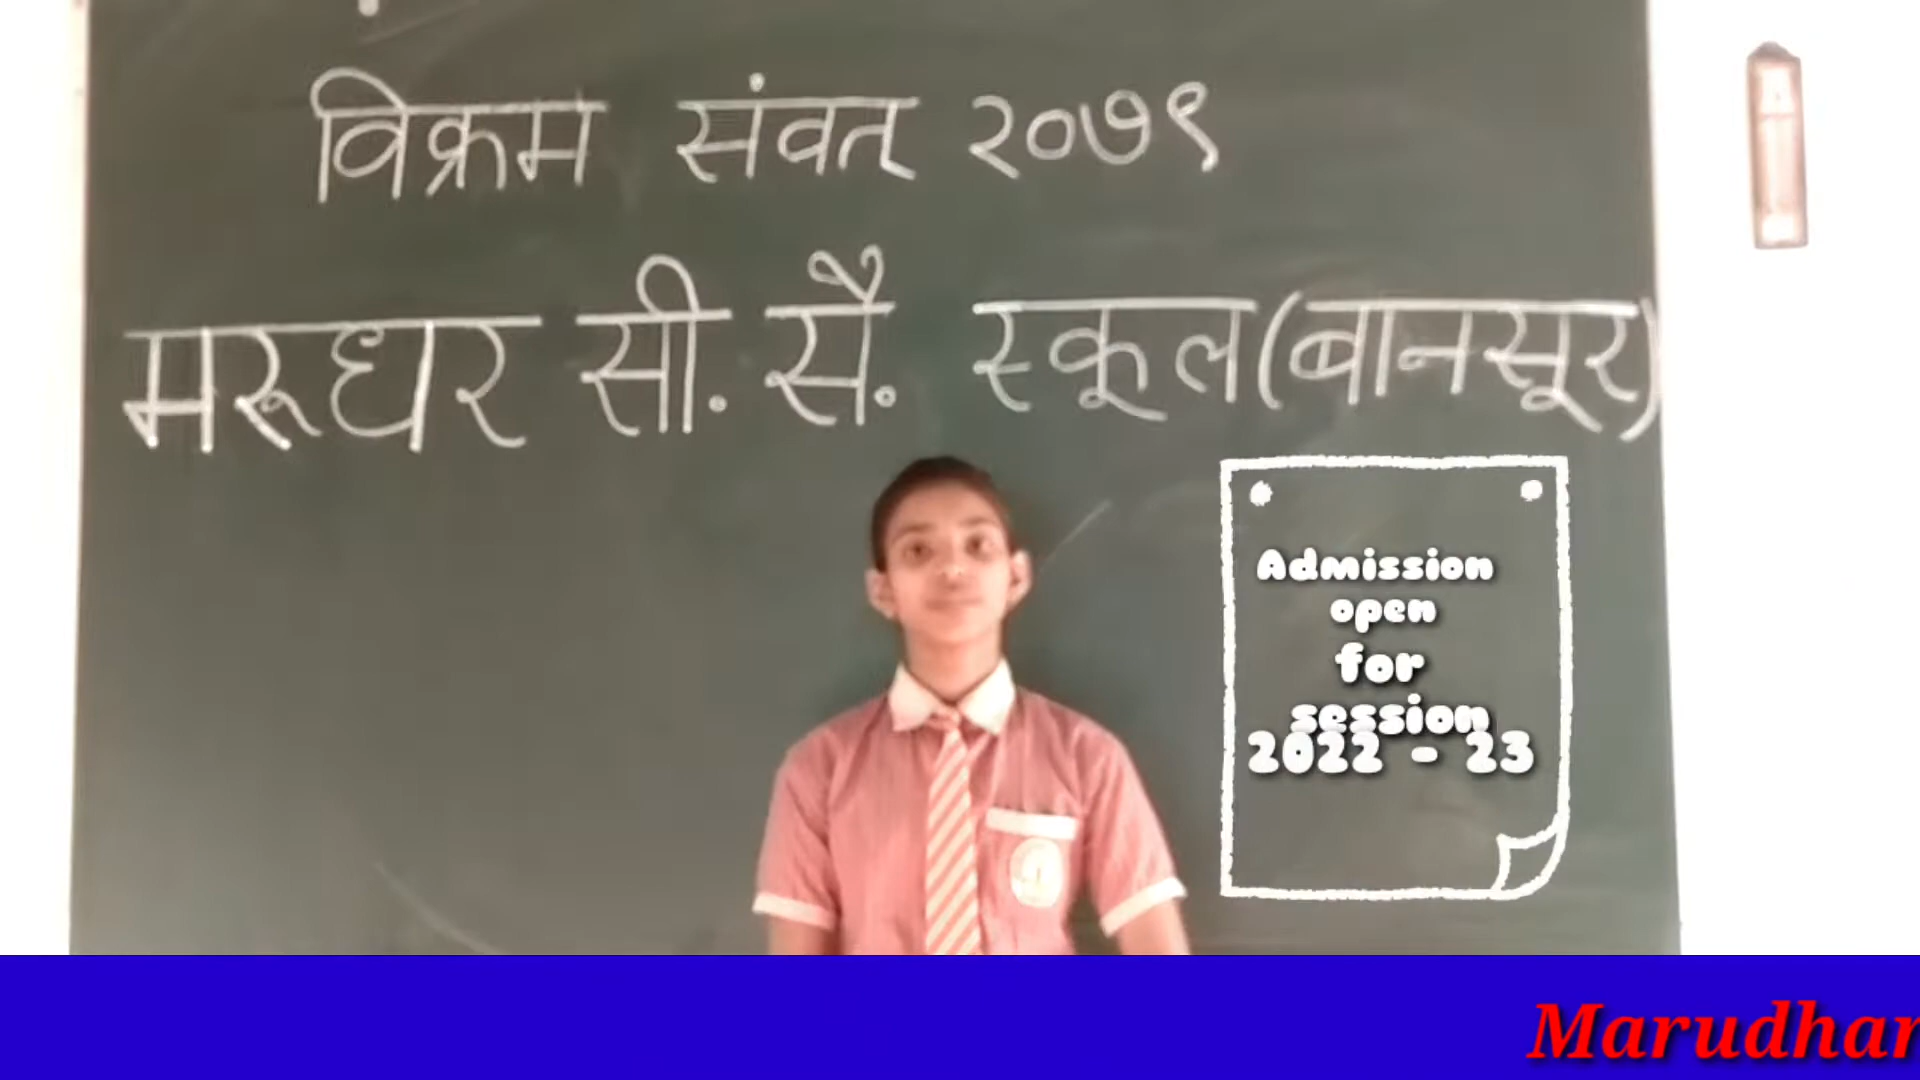 विक्रम संवत् २०७९
मरूधर सी. सै. स्कूल (बानसूर)
Admission
open
for
session
2022 - 23
Marudhar